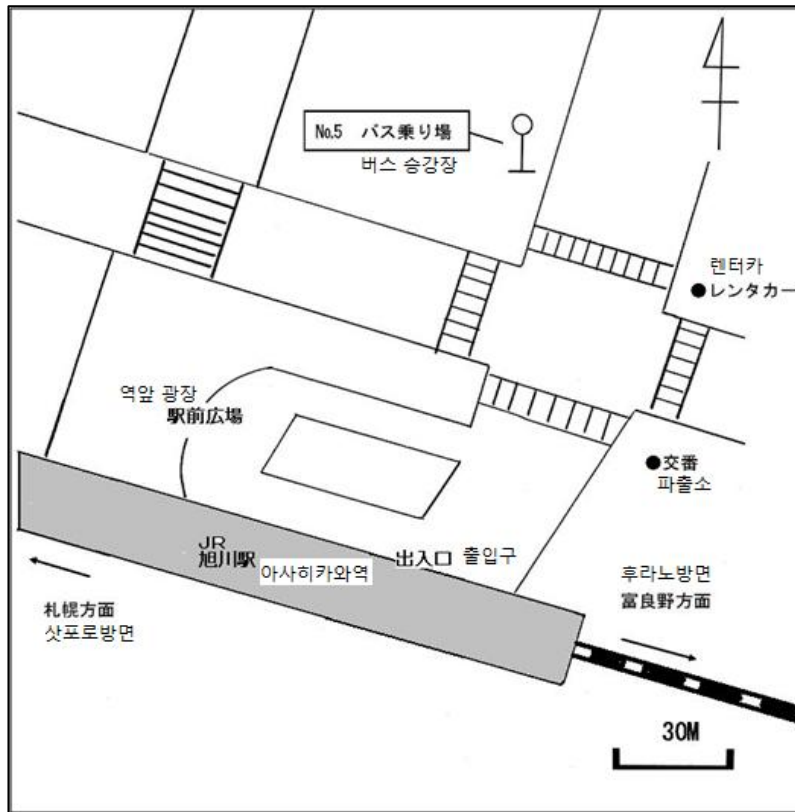 No.5 バス乗り場
버스 승강장
렌터카
●レンタカー
역앞 광장
駅前広場
●交番
파출소
JR
旭川駅
아사히카와역
出入口 출입구
후라노방면
富良野方面
札幌方面
삿포로방면
30M